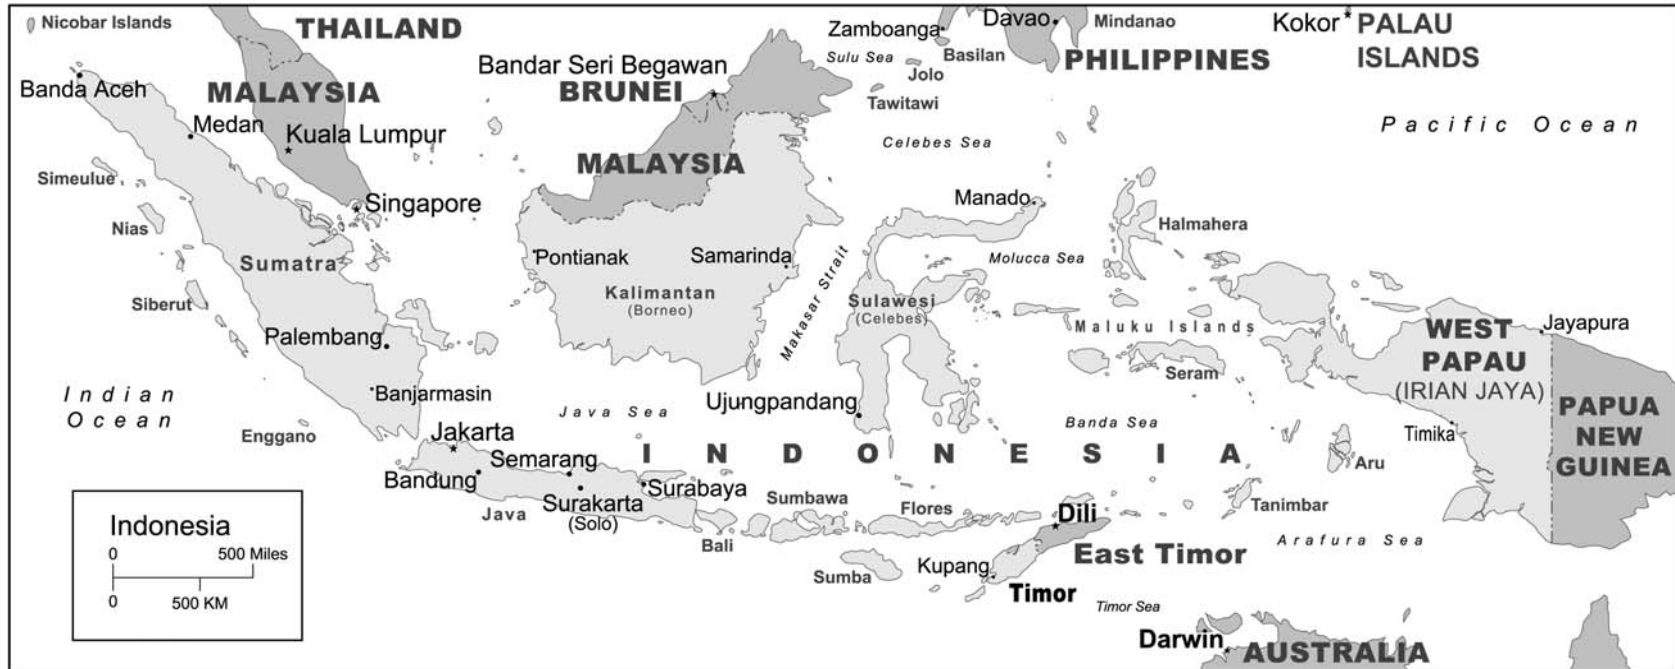 Nicobar Islands
THAILAND
Zamboanga
Davao
Mindanao
Kokor
PALAU
ISLANDS
Banda Aceh
MALAYSIA
Bandar Seri Begawan
BRUNEI
Sulu Sea
Basilan
Jolo
PHILIPPINES
Tawitawi
Medan
Kuala Lumpur
MALAYSIA
Celebes Sea
Pacific Ocean
Simeulue
Singapore
Manado
Nias
Halmahera
Sumatra
Pontianak
Samarinda
Makasar Strait
Molucca Sea
Siberut
Kalimantan
(Borneo)
Sulawesi
(Celebes)
Maluku Islands
WEST
PAPAU
(IRIAN JAYA)
Jayapura
Palembang
Seram
Indian
Ocean
Banjarmasin
Java Sea
Ujungpandang
Banda Sea
PAPUA
NEW
GUINEA
Enggano
Jakarta
INDONESIA
Timika
Bandung
Semarang
Surakarta
(Solo)
Surabaya
Aru
Java
Bali
Sumbawa
Flores
Dili
Tanimbar
Sumba
Kupang
East Timor
Arafura Sea
Timor
Timor Sea
Darwin
AUSTRALIA
Indonesia
0 500 Miles
0 500 KM